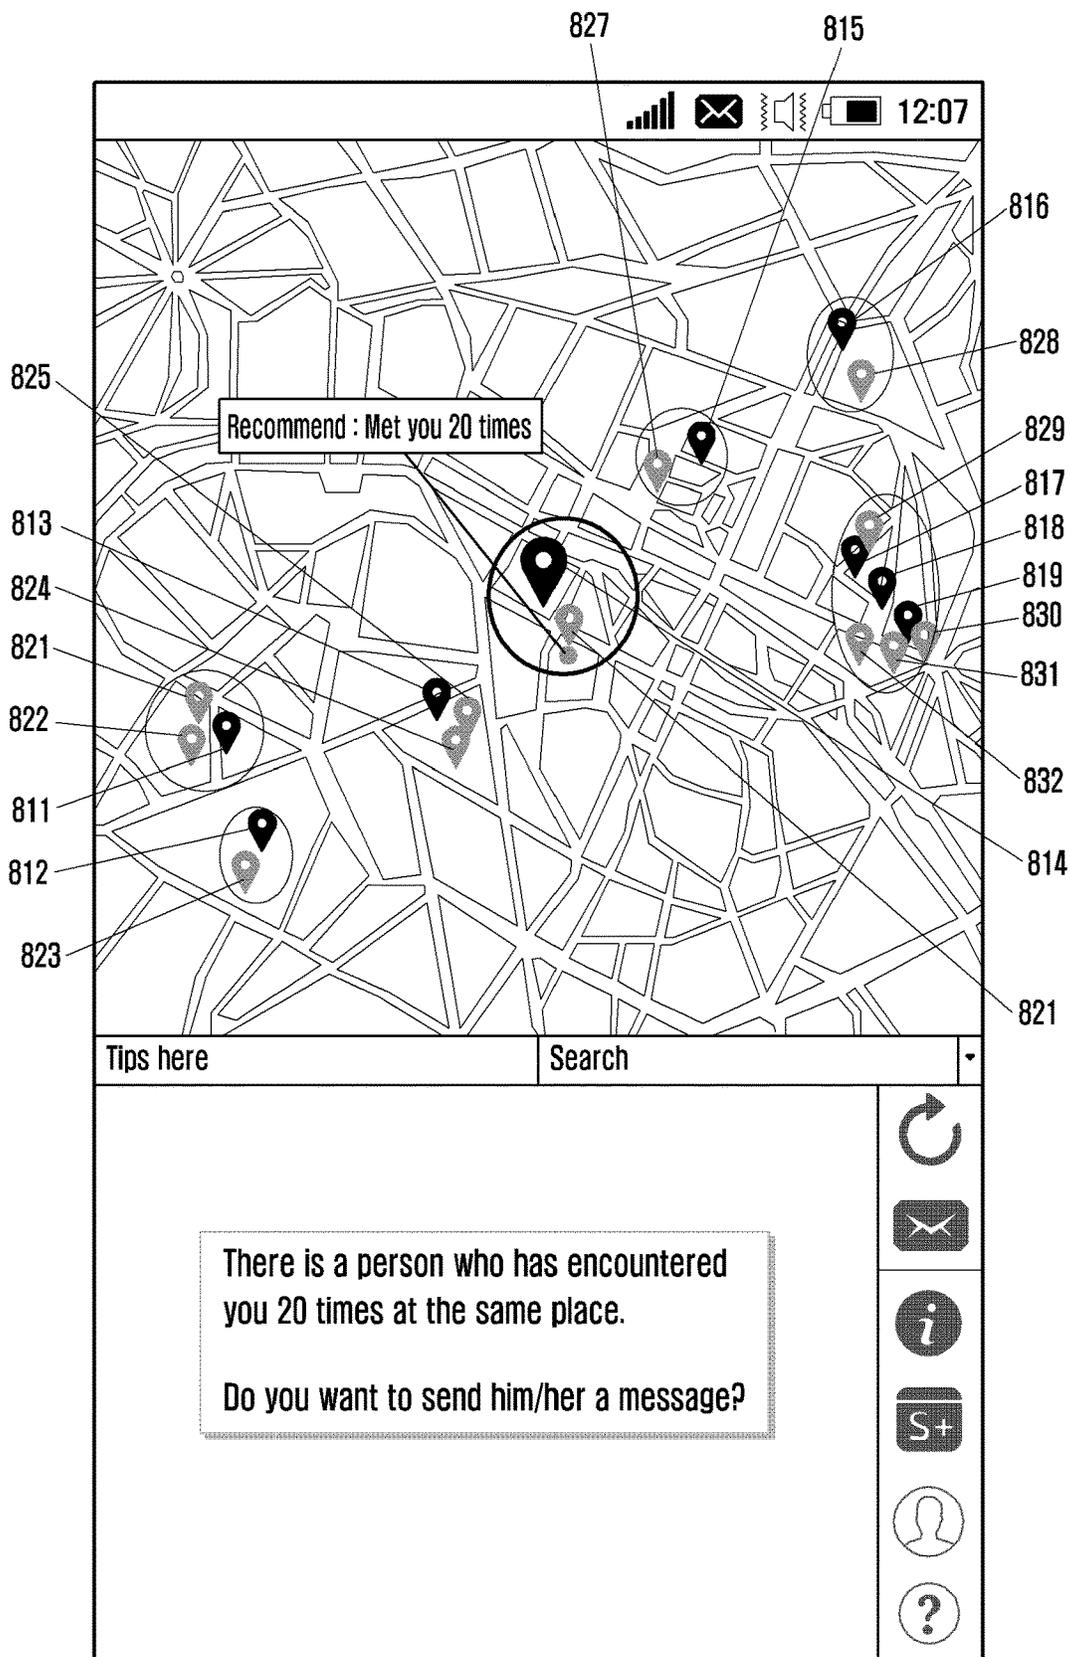 827
815
12:07
816
828
825
Recommend : Met you 20 times
829
817
813
818
824
819
830
821
831
822
832
811
814
812
823
821
Tips here
Search
There is a person who has encountered
you 20 times at the same place.
Do you want to send him/her a message?
i
S+
?